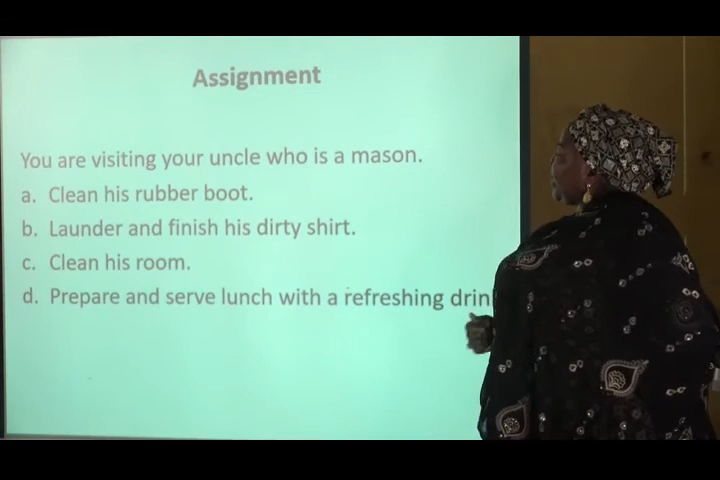 Assignment
You are visiting your uncle who is a mason.
a. Clean his rubber boot.
b. Launder and finish his dirty shirt.
c. Clean his room.
d. Prepare and serve lunch with a refreshing drin